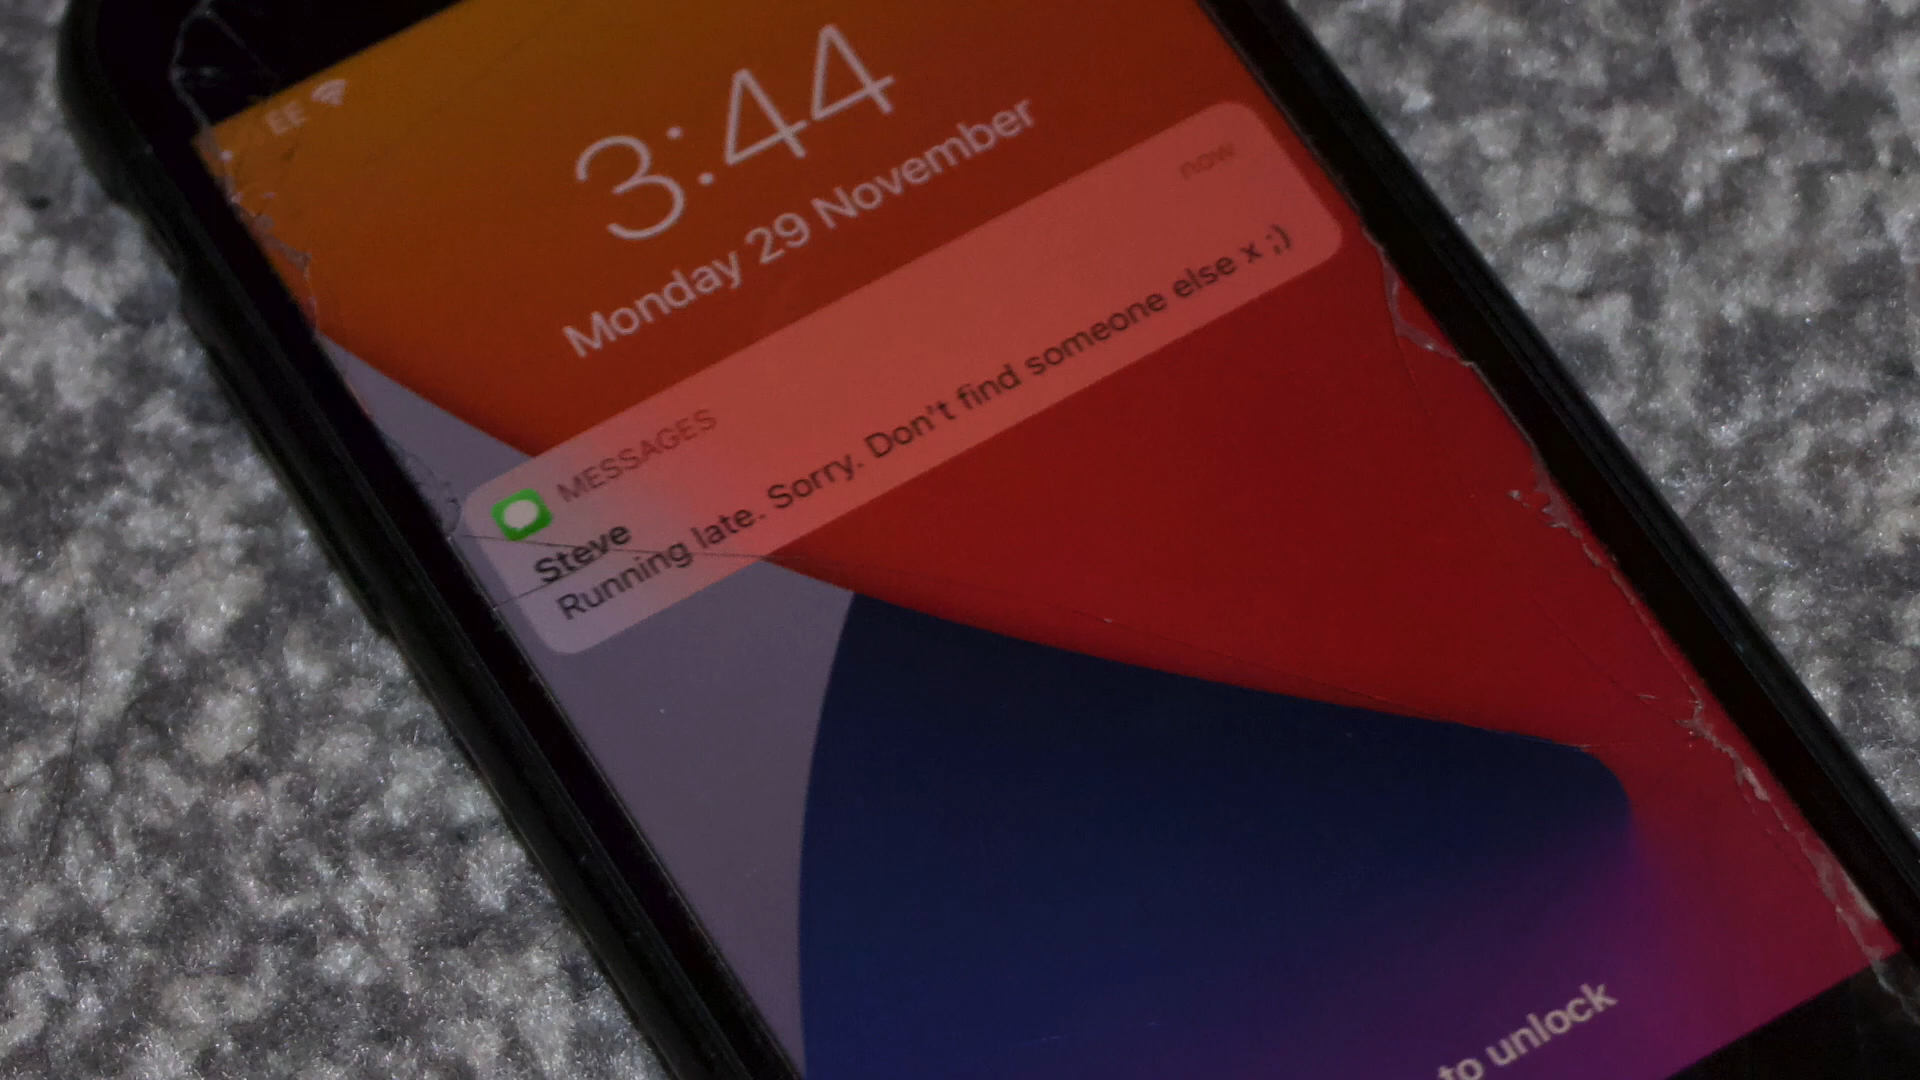 EE
3:44
Monday 29 November
MESSAGES
now
Steve
Running late. Sorry. Don't find someone else x ;)
to unlock